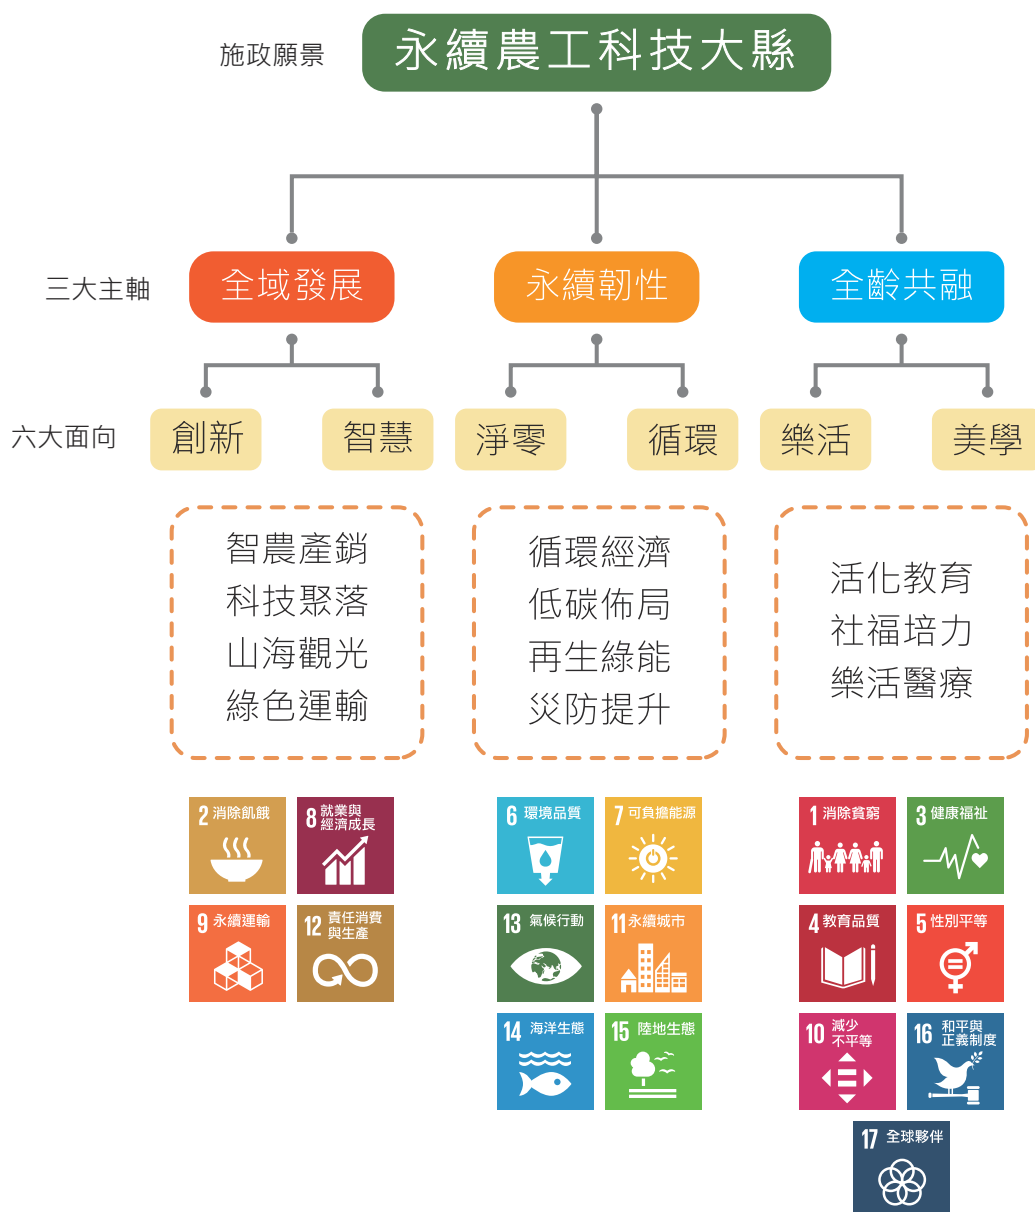 施政願景
永續農工科技大縣
三大主軸
全域發展
永續韌性
全齡共融
六大面向
創新
智慧
淨零
循環
樂活
美學
智農產銷
科技聚落
山海觀光
綠色運輸
循環經濟
低碳佈局
再生綠能
災防提升
活化教育
社福培力
樂活醫療
2 消除飢餓
8 就業與
經濟成長
9 永續運輸
12 責任消費
與生產
6 環境品質
7 可負擔能源
13 氣候行動
11 永續城市
14 海洋生態
15 陸地生態
1 消除貧窮
3 健康福祉
4 教育品質
5 性別平等
10 減少
不平等
16 和平與
正義制度
17 全球夥伴